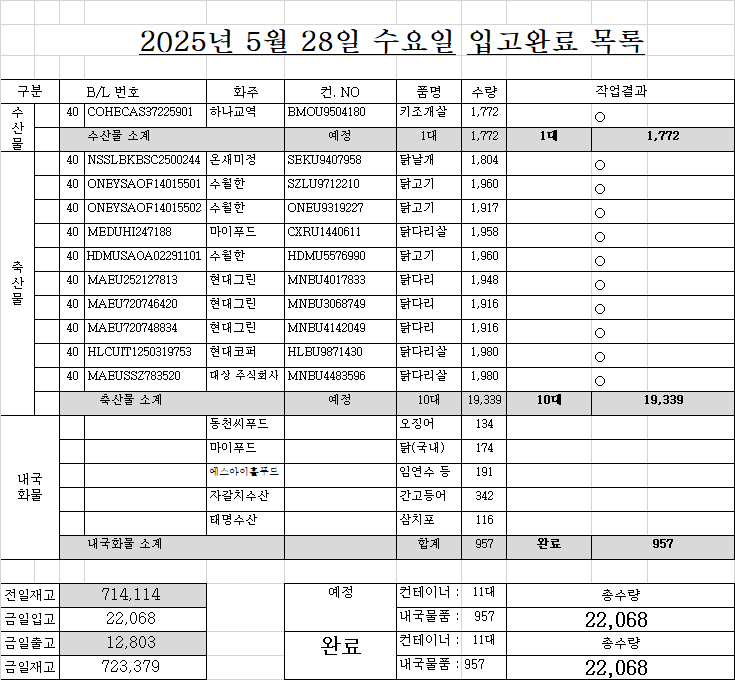 2025년 5월 28일 수요일 입고완료 목록
구분 B/L 번호 화주 컨. NO 품명 수량 작업결과
수산물
40 COHECAS37225901 하나교역 BMOU9504180 키조개살 1,772 ○
수산물 소계 예정 1대 1,772 1대 1,772
축산물
40 NSSLBKBSC2500244 온새미정 SEKU9407958 닭날개 1,804 ○
40 ONEYSAOF14015501 수월한 SZLU9712210 닭고기 1,960 ○
40 ONEYSAOF14015502 수월한 ONEU9319227 닭고기 1,917 ○
40 MEDUHI247188 마이푸드 CXRU1440611 닭다리살 1,958 ○
40 HDMUSAOA02291101 수월한 HDMU5576990 닭고기 1,960 ○
40 MAEU252127813 현대그린 MNBU4017833 닭다리 1,948 ○
40 MAEU720746420 현대그린 MNBU3068749 닭다리 1,916 ○
40 MAEU720748834 현대그린 MNBU4142049 닭다리 1,916 ○
40 HLCUIT1250319753 현대코퍼 HLBU9871430 닭다리살 1,980 ○
40 MAEUSSZ783520 대상 주식회사 MNBU4483596 닭다리살 1,980 ○
축산물 소계 예정 10대 19,339 10대 19,339
내국화물
동천씨푸드 오징어 134
마이푸드 닭(국내) 174
에스아이홀푸드 임연수 등 191
자갈치수산 간고등어 342
태명수산 삼치포 116
내국화물 소계 합계 957 완료 957
전일재고 714,114 예정 컨테이너 : 11대 총수량
금일입고 22,068 내국물품 : 957 22,068
금일출고 12,803 완료 컨테이너 : 11대 총수량
금일재고 723,379 내국물품 : 957 22,068